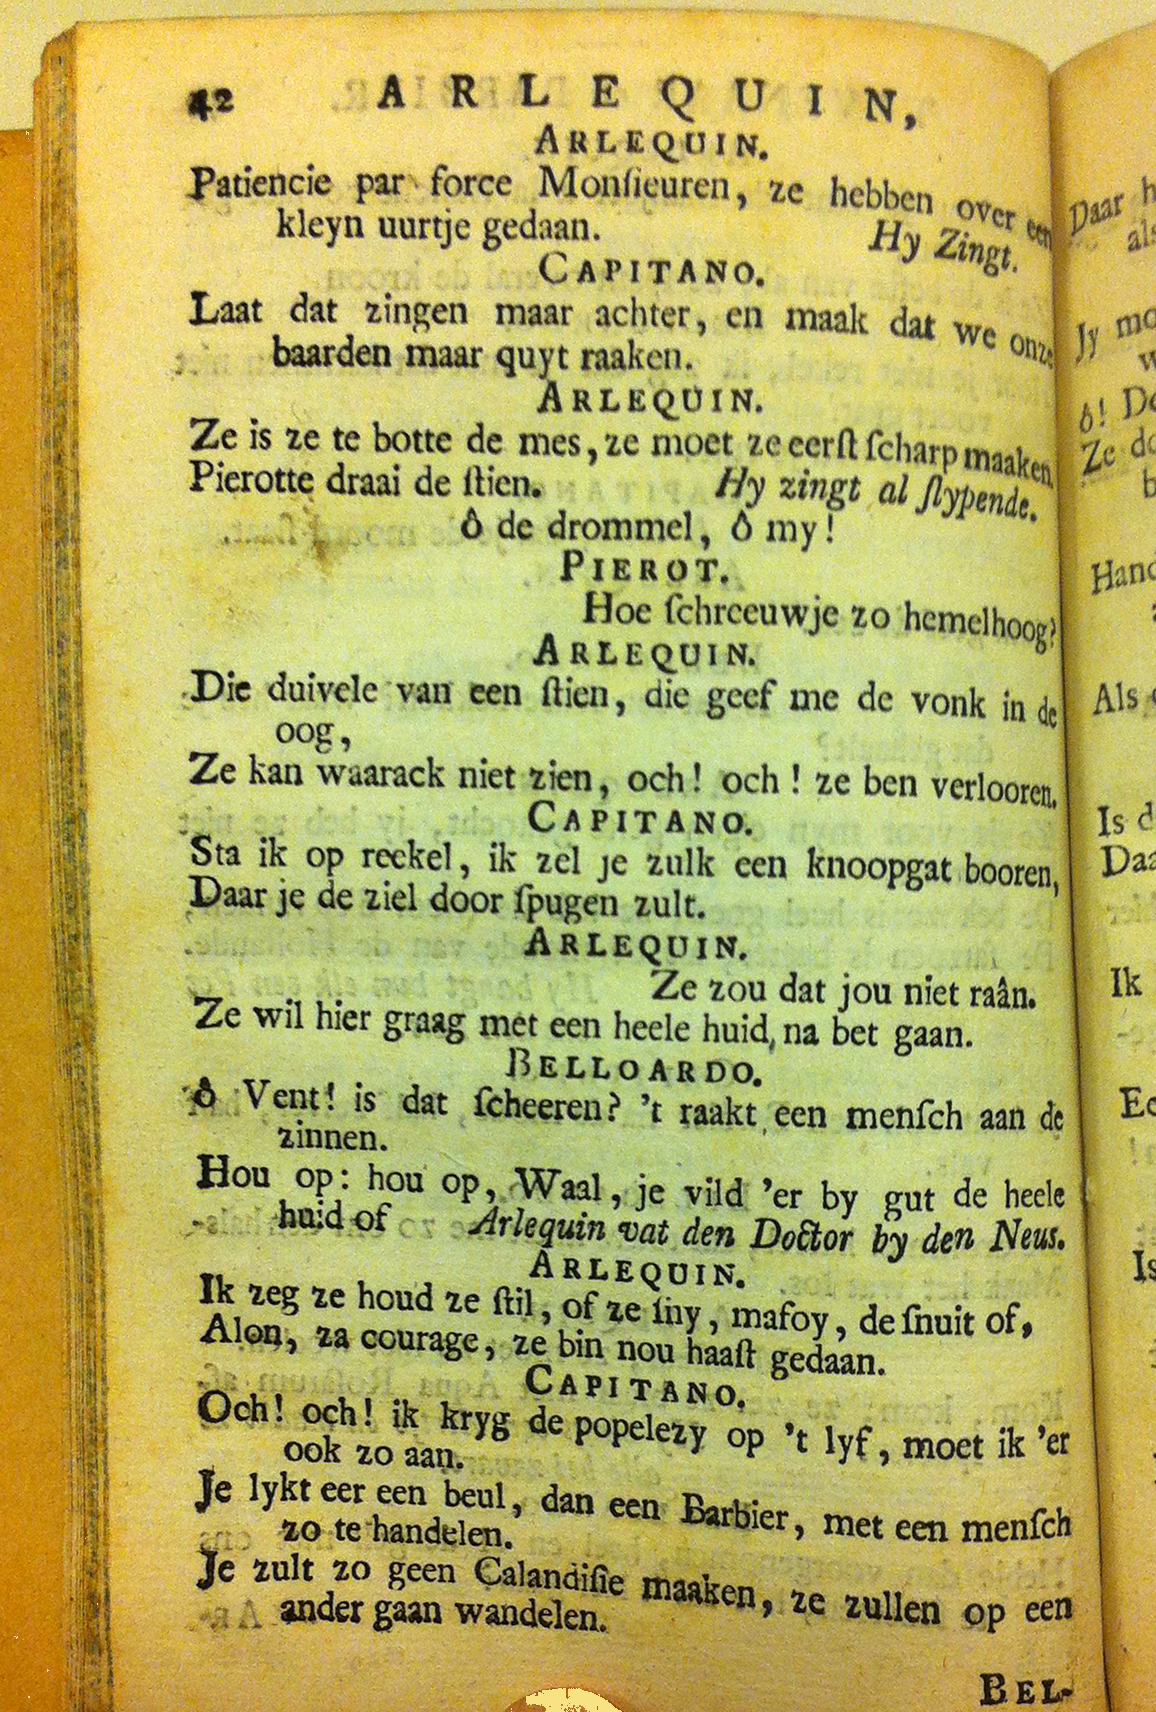 42 ARLEQUIN,
ARLEQUIN.
Patiencie par force Monſieuren, ze hebben over een
kleyn uurtje gedaan. Hy Zingt.
CAPITANO.
Laat dat zingen maar achter, en maak dat we onze
baarden maar quyt raaken.
ARLEQUIN.
Ze is ze te botte de mes, ze moet ze eerſt ſcharp maaken.
Pierotte draai de ſtien. Hy zingt al ſlypende.
ô de drommel, ô my!
PIEROT.
Hoe ſchreeuwje zo hemelhoog?
ARLEQUIN.
Die duivele van een ſtien, die geef me de vonk in de
oog,
Ze kan waarack niet zien, och! och! ze ben verlooren.
CAPITANO.
Sta ik op reekel, ik zel je zulk een knoopgat booren,
Daar je de ziel door ſpugen zult.
ARLEQUIN.
Ze zou dat jou niet raân.
Ze wil hier graag met een heele huid, na bet gaan.
BELLOARDO.
ô Vent! is dat ſcheeren? 't raakt een menſch aan de
zinnen.
Hou op: hou op, Waal, je vild 'er by gut de heele
huid of Arlequin vat den Doctor by den Neus.
ARLEQUIN.
Ik zeg ze houd ze ſtil, of ze ſny, mafoy, de ſnuit of,
Alon, za courage, ze bin nou haaſt gedaan.
CAPITANO.
Och! och! ik kryg de popelezy op 't lyf, moet ik 'er
ook zo aan.
Je lykt eer een beul, dan een Barbier, met een menſch
zo te handelen.
Je zult zo geen Calandiſie maaken, ze zullen op een
ander gaan wandelen.
BEL-
Daar
als
Jy
ô!
Ze
Als
Is
Ik
Is